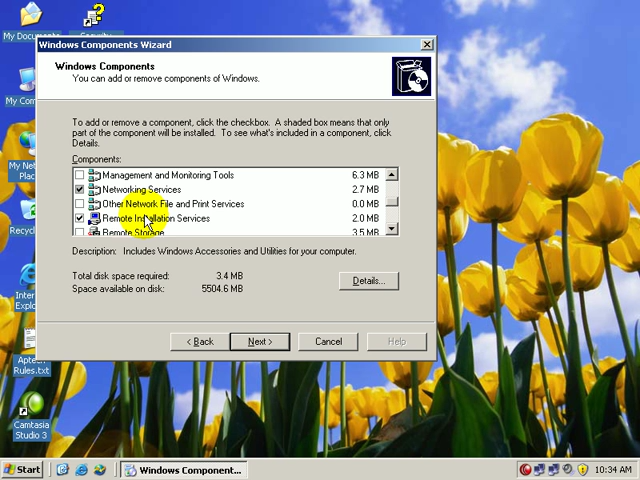 My Documents
Security
Windows Components Wizard
Windows Components
You can add or remove components of Windows.
My Com
To add or remove a component, click the checkbox. A shaded box means that only
part of the component will be installed. To see what's included in a component, click
Details.
Components:
My Net
Plac
Management and Monitoring Tools 6.3 MB
Networking Services 2.7 MB
Other Network File and Print Services 0.0 MB
Remote Installation Services 2.0 MB
Remote Storage 3.5 MB
Recycl
Description: Includes Windows Accessories and Utilities for your computer.
Total disk space required: 3.4 MB
Space available on disk: 5504.6 MB
Details...
Inter
Explo
< Back
Next >
Cancel
Help
Aptech
Rules.txt
Camtasia
Studio 3
Start
Windows Component...
10:34 AM